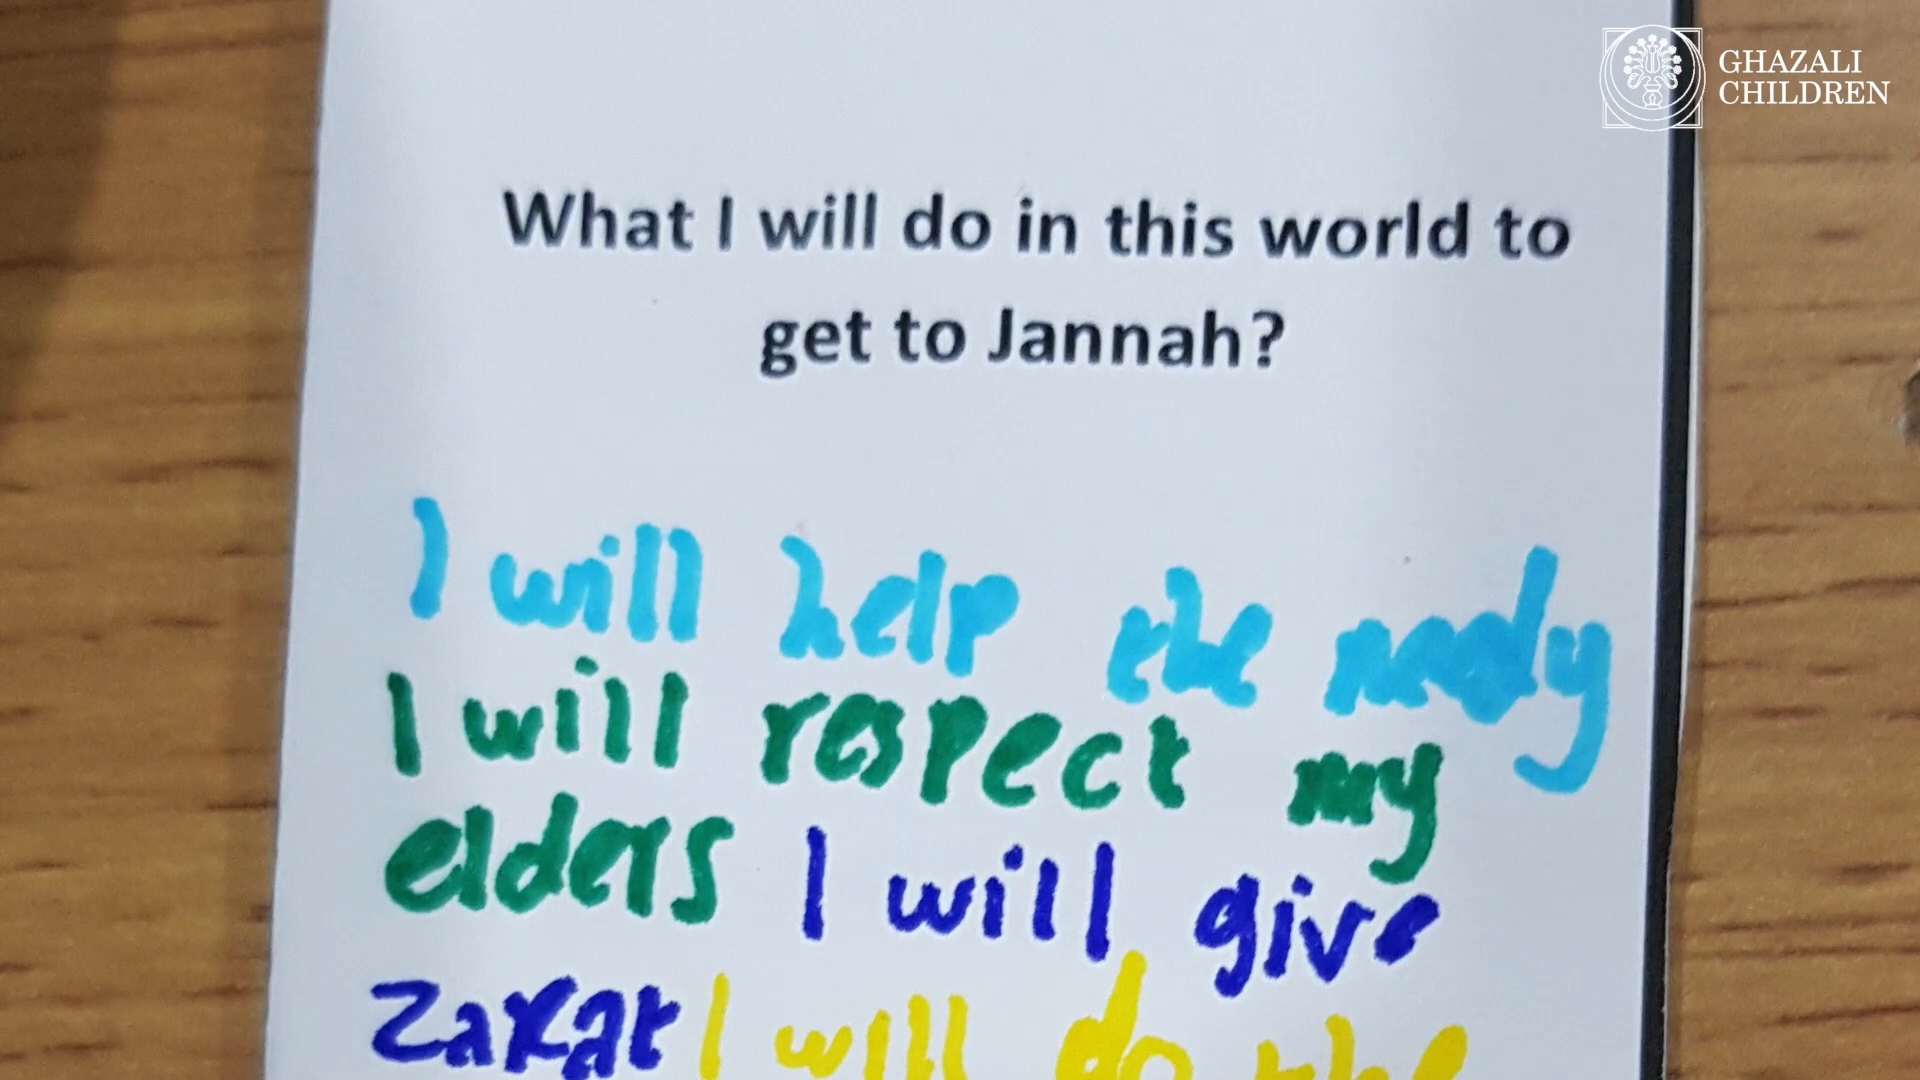 GHAZALI
CHILDREN
What I will do in this world to
get to Jannah?
I will help the needy
I will respect my
elders I will give
zakat I will do the